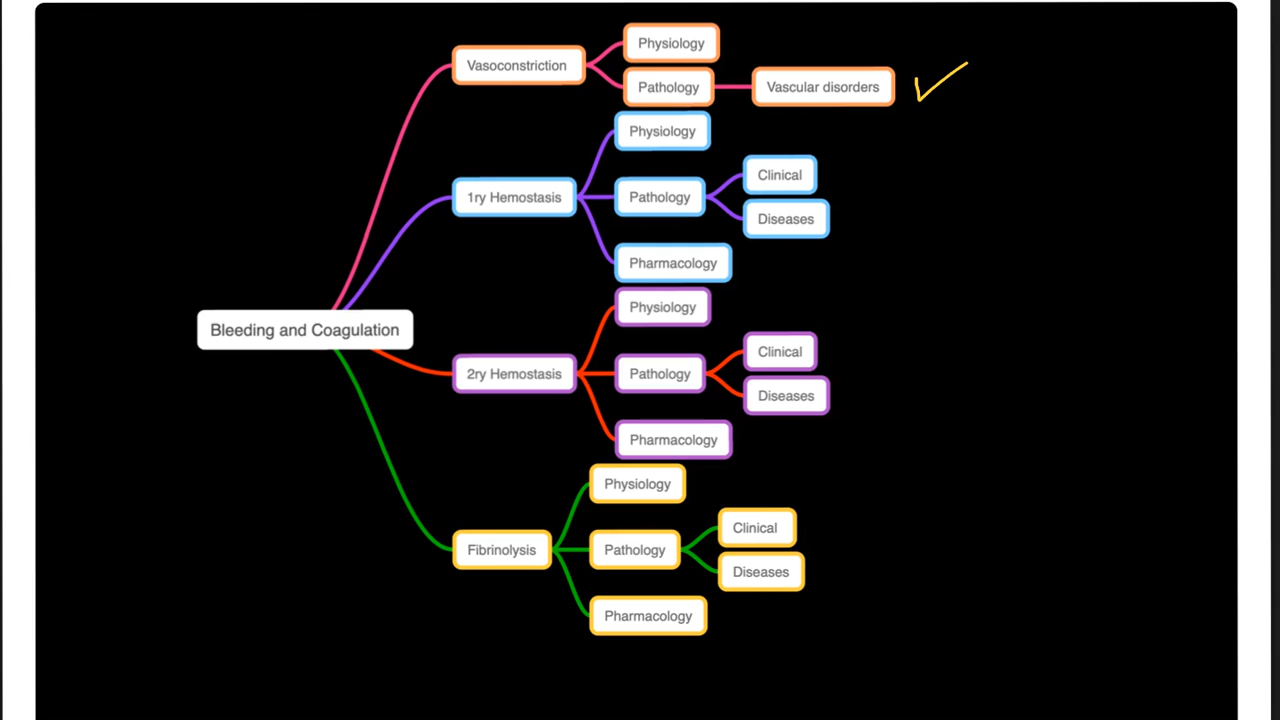 Bleeding and Coagulation
Vasoconstriction
Physiology
Pathology
Vascular disorders
1ry Hemostasis
Physiology
Pathology
Clinical
Diseases
Pharmacology
2ry Hemostasis
Physiology
Pathology
Clinical
Diseases
Pharmacology
Fibrinolysis
Physiology
Pathology
Clinical
Diseases
Pharmacology